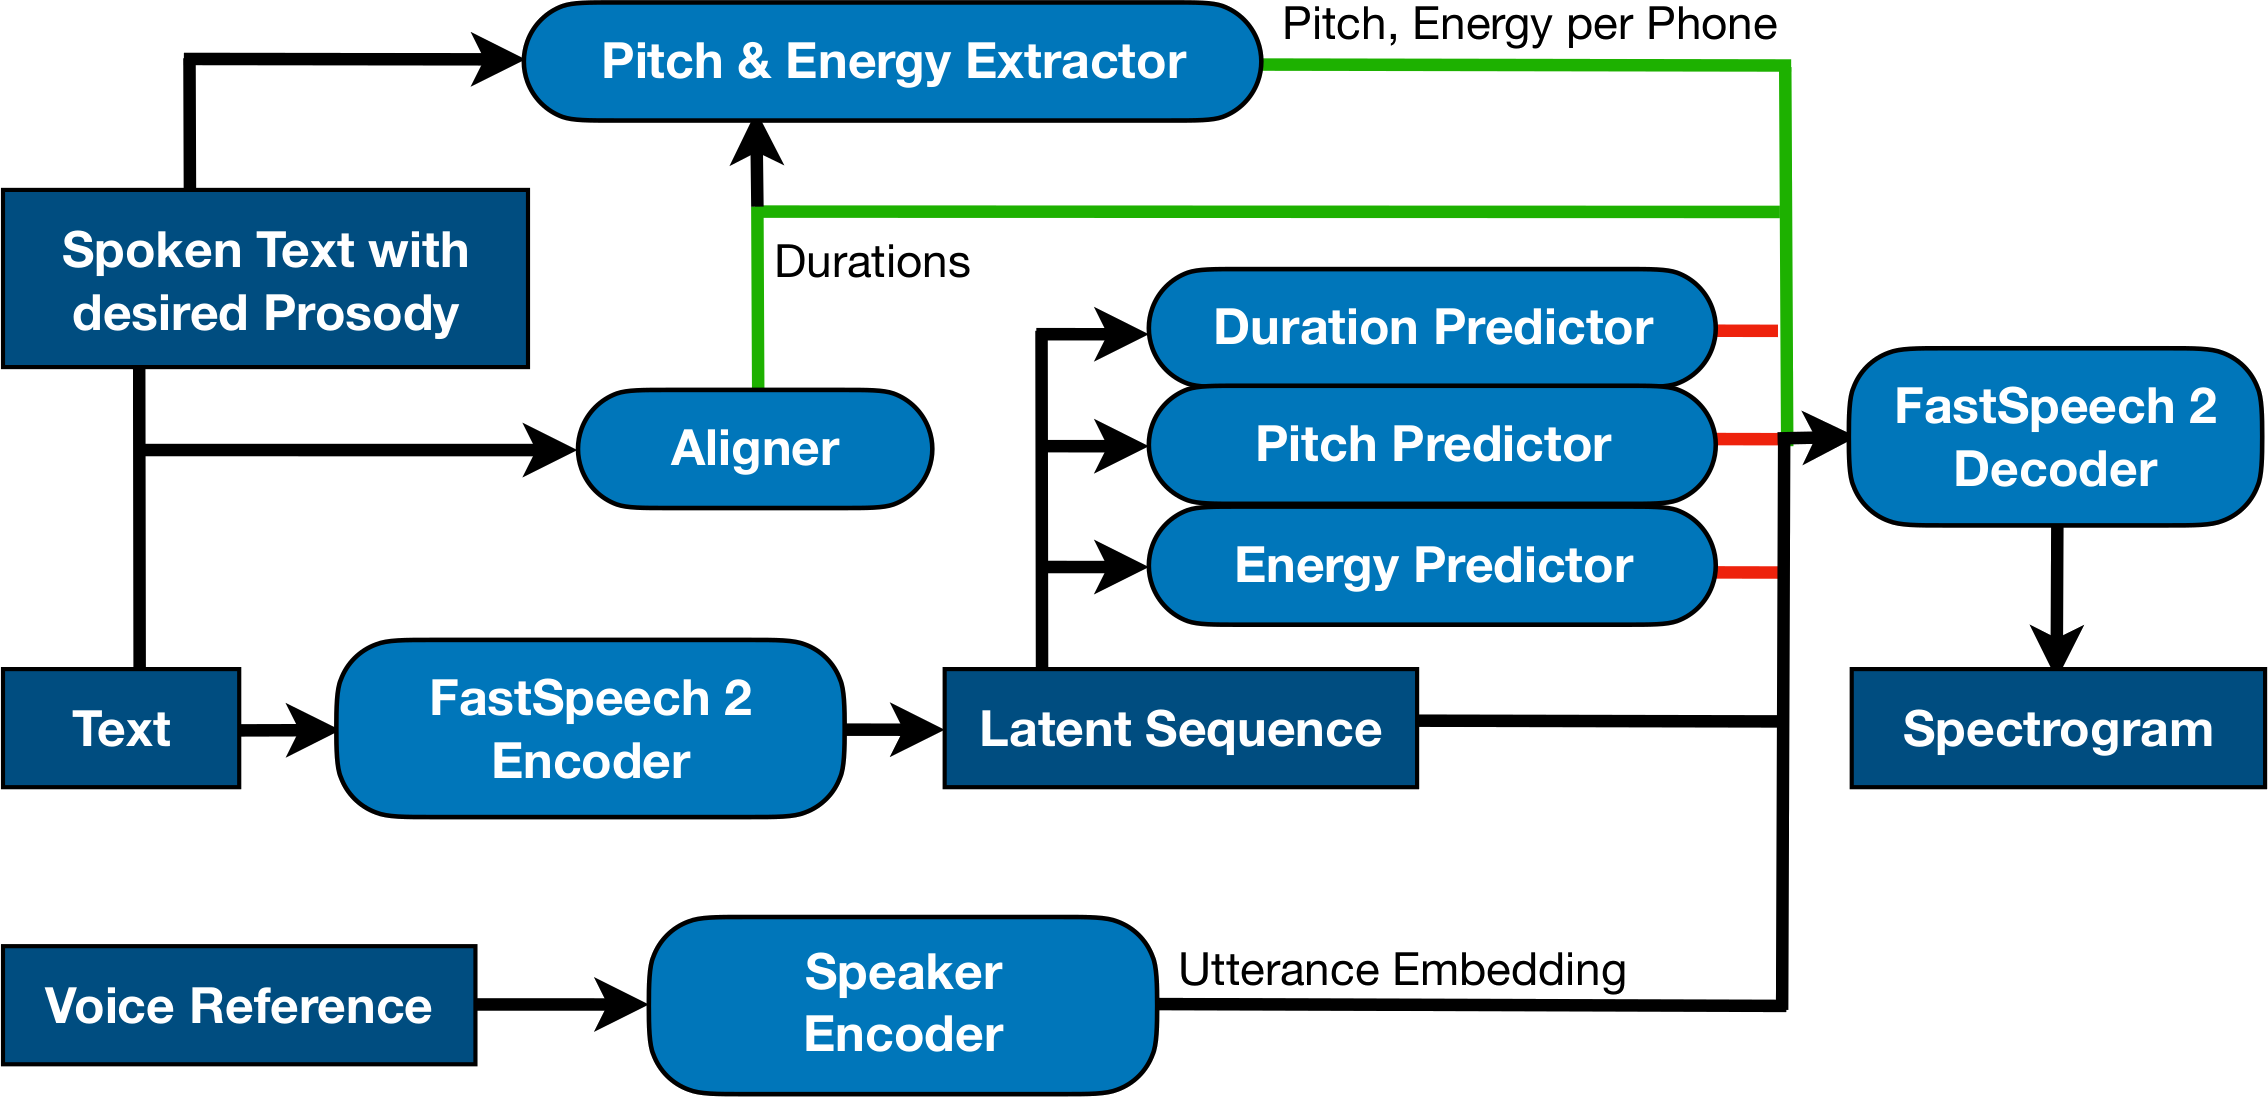 Pitch, Energy per Phone
Pitch & Energy Extractor
Spoken Text with
desired Prosody
Durations
Duration Predictor
Pitch Predictor
Energy Predictor
FastSpeech 2
Decoder
Aligner
Text
FastSpeech 2
Encoder
Latent Sequence
Spectrogram
Voice Reference
Speaker
Encoder
Utterance Embedding